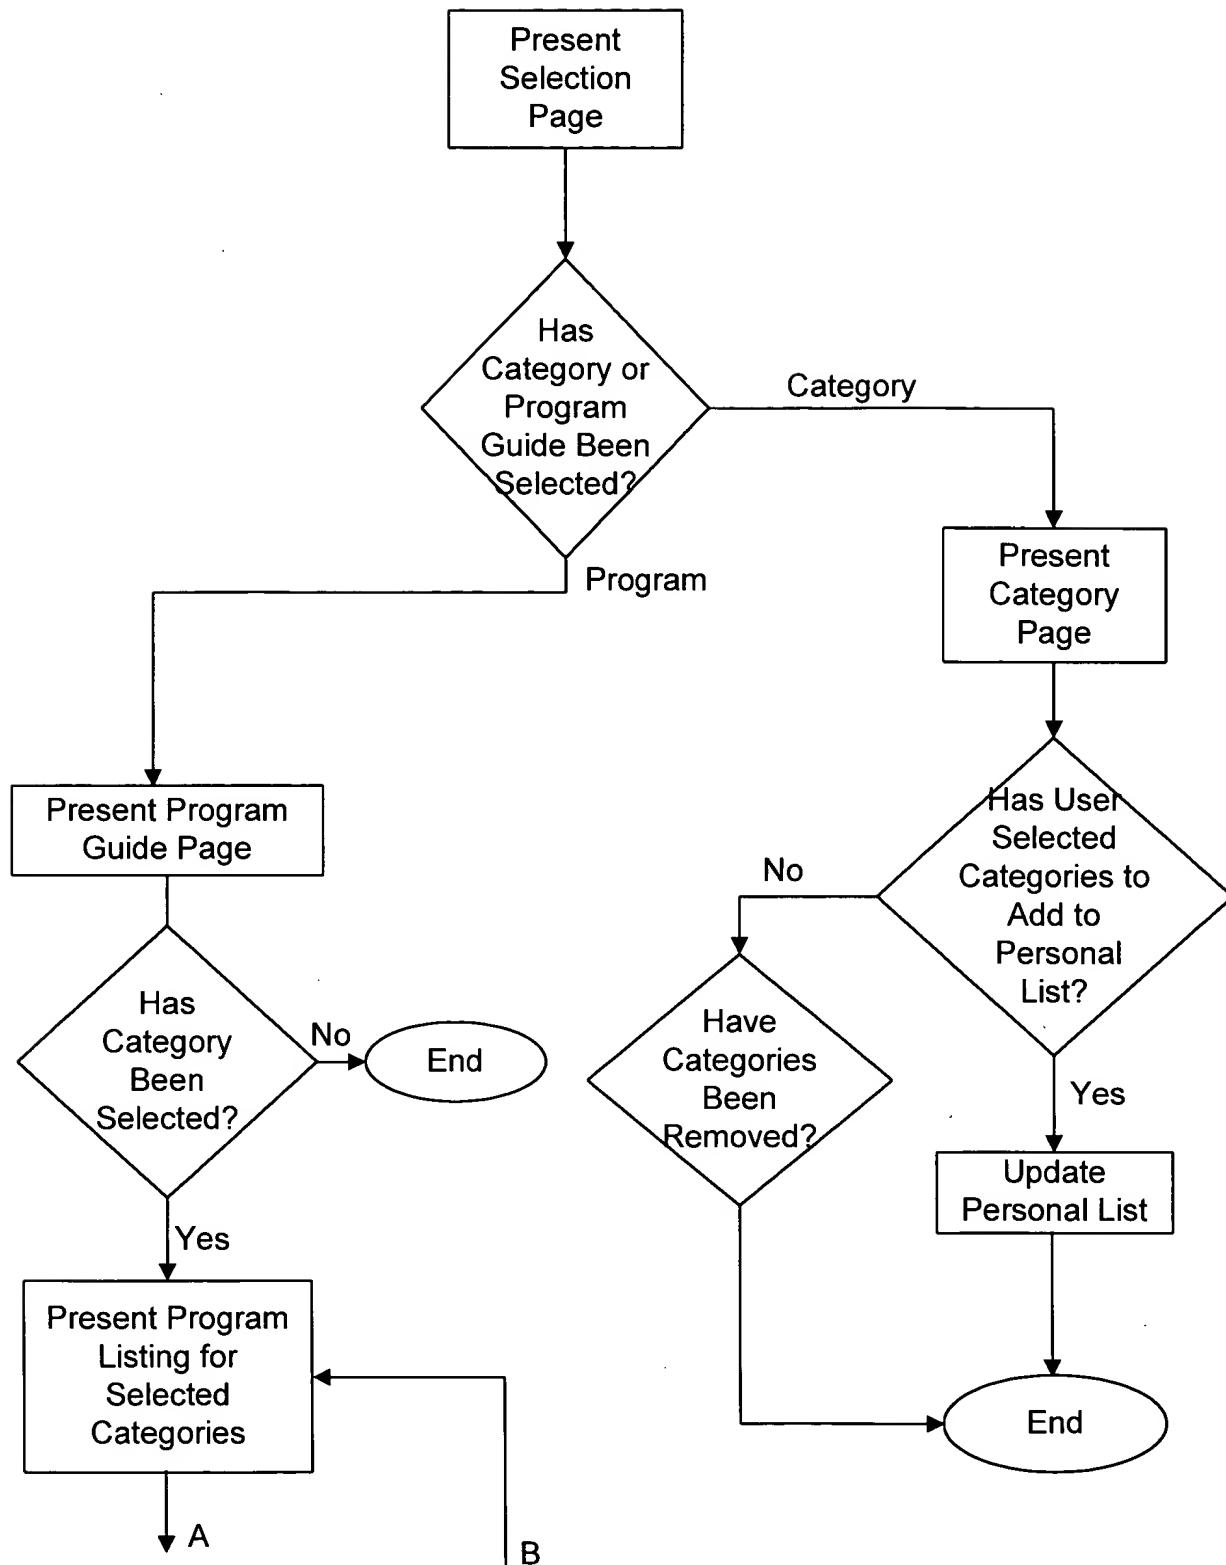 Present
Selection
Page
Has
Category or
Program
Guide Been
Selected?
Category
Program
Present
Category
Page
Present Program
Guide Page
Has User
Selected
Categories to
Add to
Personal
List?
No
Has
Category
Been
Selected?
No
End
Have
Categories
Been
Removed?
Yes
Update
Personal List
Yes
Present Program
Listing for
Selected
Categories
End
A
B